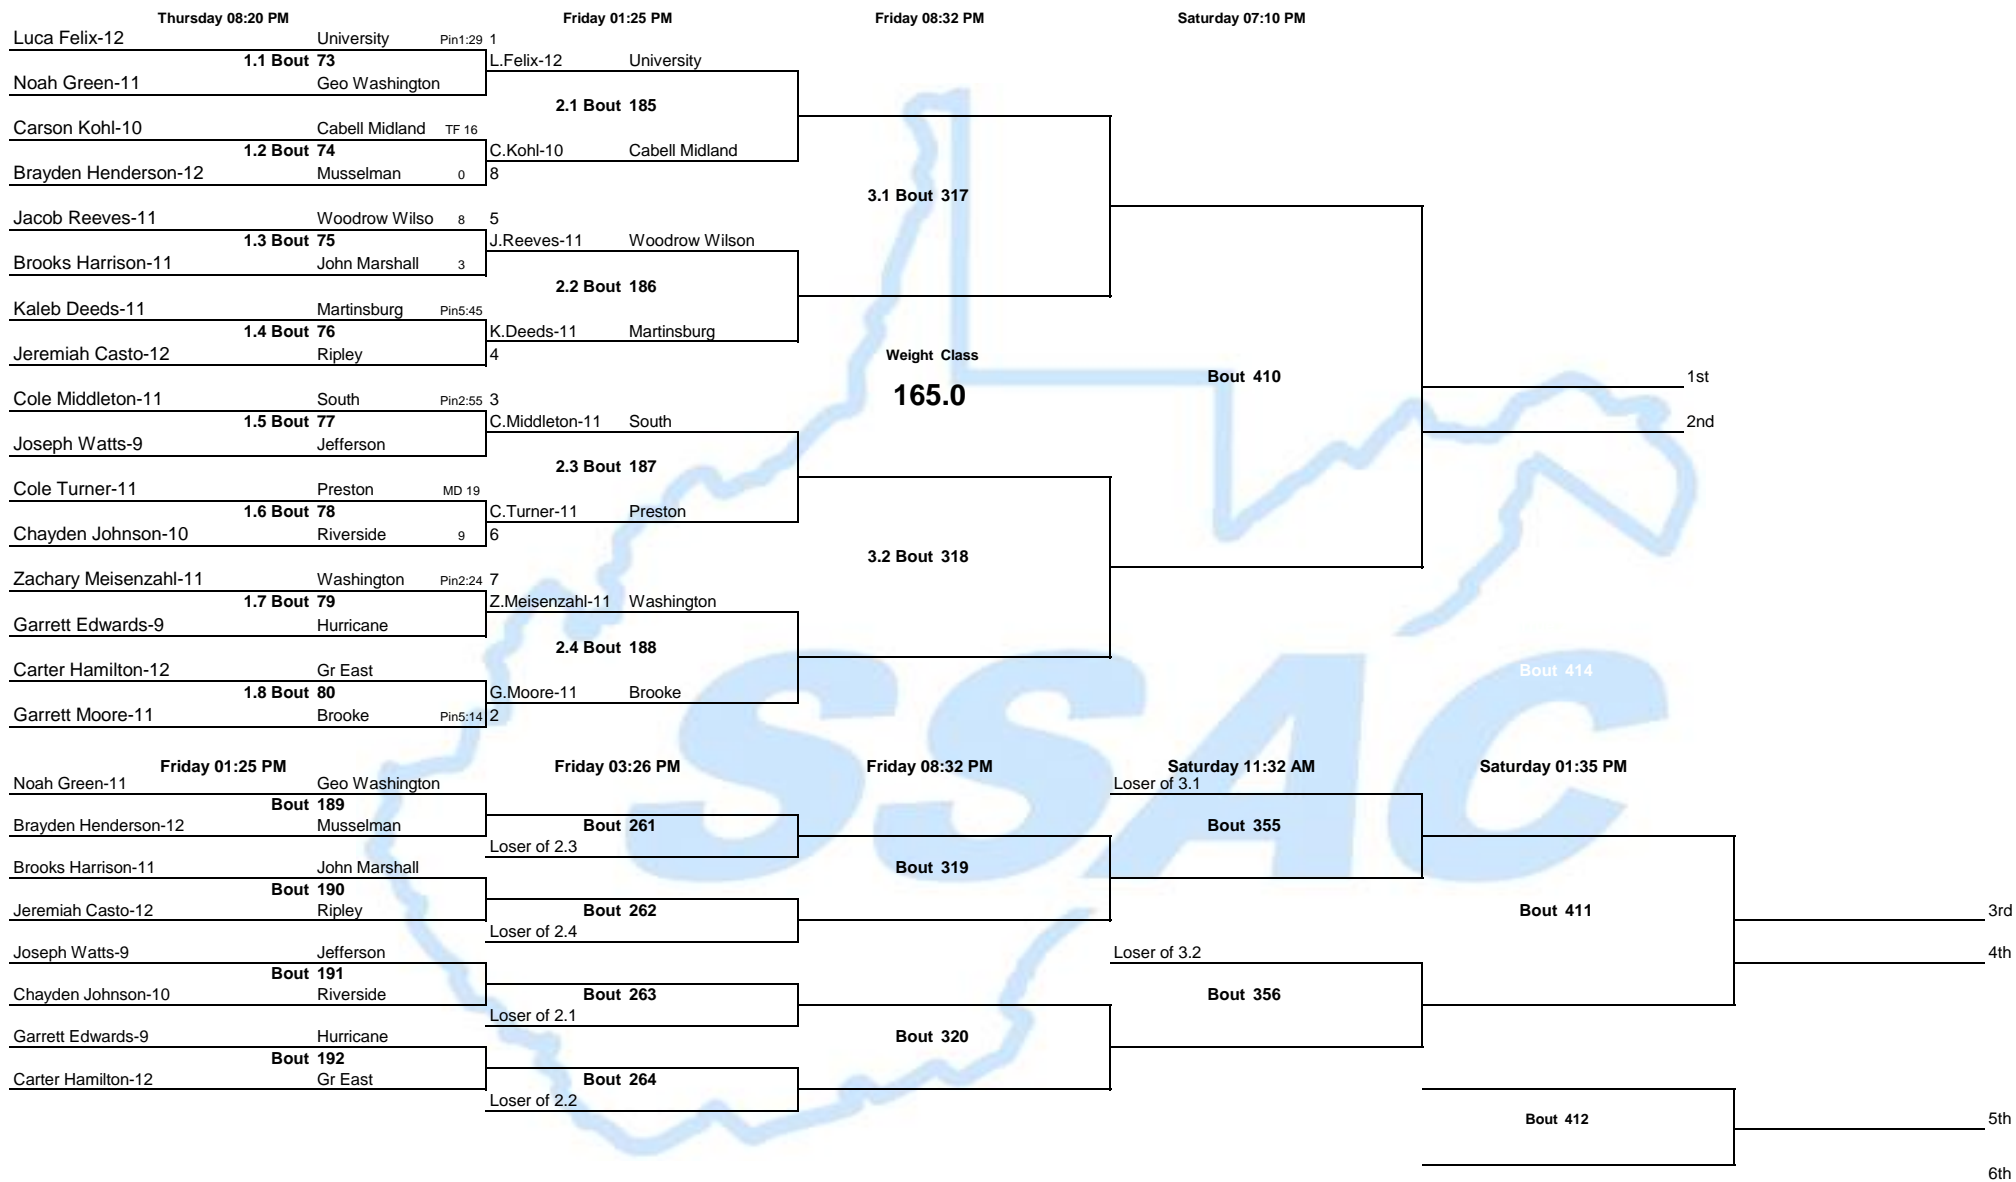 Thursday 08:20 PM Friday 01:25 PM Friday 08:32 PM Saturday 07:10 PM
Luca Felix-12 University Pin1:29 1
1.1 Bout 73 L.Felix-12 University
Noah Green-11 Geo Washington
2.1 Bout 185
Carson Kohl-10 Cabell Midland TF 16
1.2 Bout 74 C.Kohl-10 Cabell Midland
Brayden Henderson-12 Musselman 0 8
3.1 Bout 317
Jacob Reeves-11 Woodrow Wilso 8 5
1.3 Bout 75 J.Reeves-11 Woodrow Wilson
Brooks Harrison-11 John Marshall 3
2.2 Bout 186
Kaleb Deeds-11 Martinsburg Pin5:45
1.4 Bout 76 K.Deeds-11 Martinsburg
Jeremiah Casto-12 Ripley 4
Weight Class
Bout 410 1st
165.0
Cole Middleton-11 South Pin2:55 3
1.5 Bout 77 C.Middleton-11 South 2nd
Joseph Watts-9 Jefferson
2.3 Bout 187
Cole Turner-11 Preston MD 19
1.6 Bout 78 C.Turner-11 Preston
Chayden Johnson-10 Riverside 9 6
3.2 Bout 318
Zachary Meisenzahl-11 Washington Pin2:24 7
1.7 Bout 79 Z.Meisenzahl-11 Washington
Garrett Edwards-9 Hurricane
2.4 Bout 188
Carter Hamilton-12 Gr East
Bout 414
1.8 Bout 80 G.Moore-11 Brooke
Garrett Moore-11 Brooke Pin5:14 2
SSAC
Friday 01:25 PM Friday 03:26 PM Friday 08:32 PM Saturday 11:32 AM Saturday 01:35 PM
Noah Green-11 Geo Washington Loser of 3.1
Bout 189
Brayden Henderson-12 Musselman Bout 261 Bout 355
Loser of 2.3
Brooks Harrison-11 John Marshall Bout 319
Bout 190
Jeremiah Casto-12 Ripley Bout 262 Bout 411 3rd
Loser of 2.4
Joseph Watts-9 Jefferson Loser of 3.2 4th
Bout 191
Chayden Johnson-10 Riverside Bout 263 Bout 356
Loser of 2.1
Garrett Edwards-9 Hurricane Bout 320
Bout 192
Carter Hamilton-12 Gr East Bout 264
Loser of 2.2
Bout 412 5th
6th